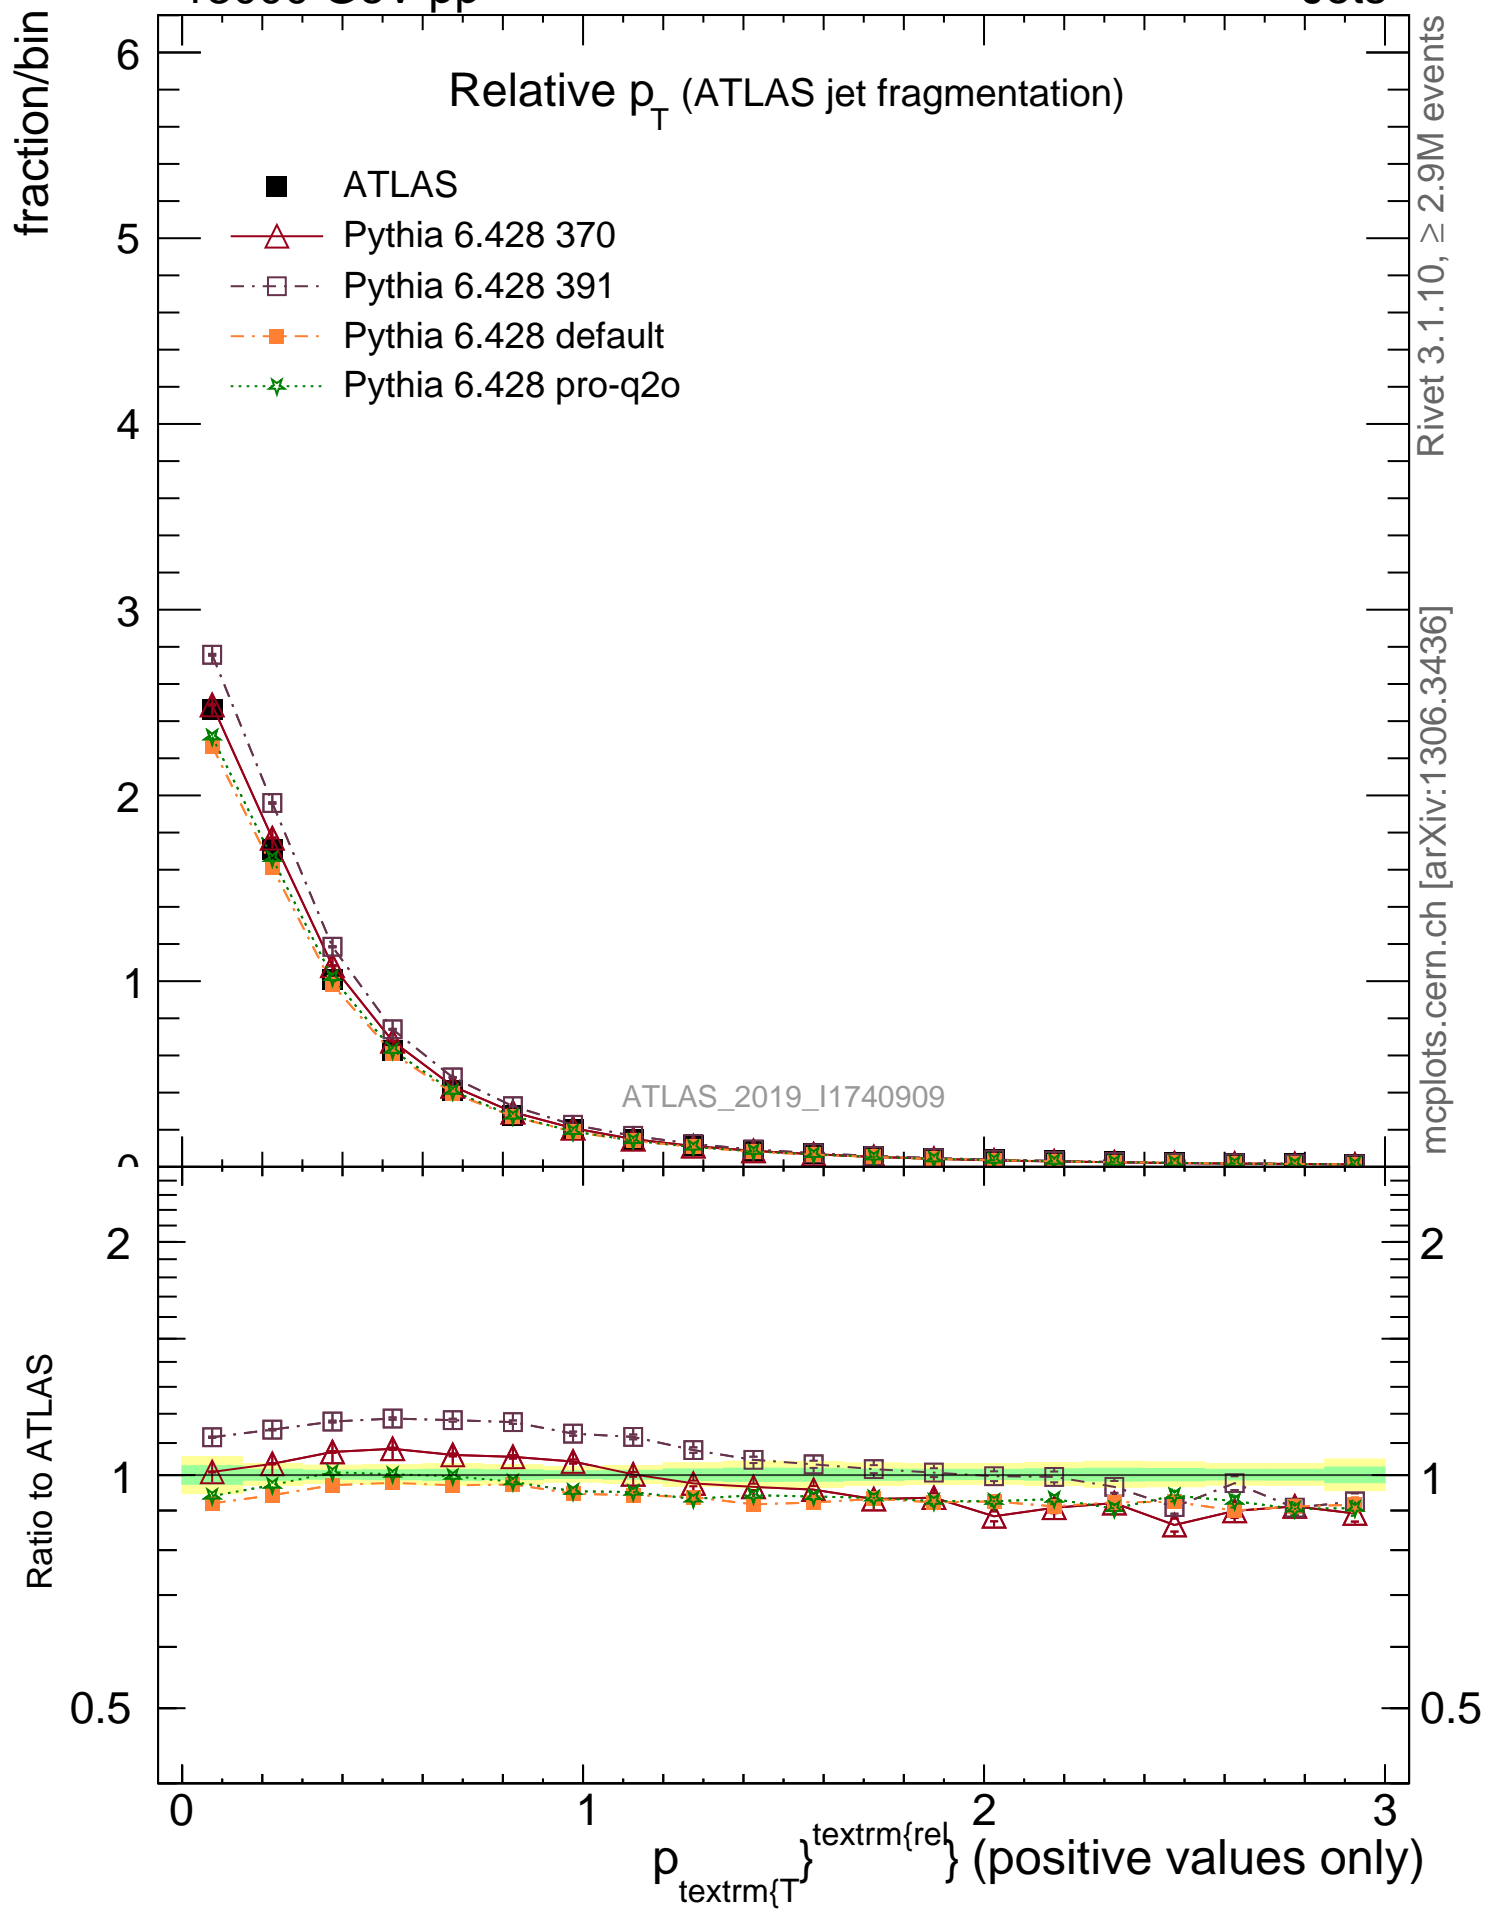 fraction/bin
Relative p_T (ATLAS jet fragmentation)
ATLAS
Pythia 6.428 370
Pythia 6.428 391
Pythia 6.428 default
Pythia 6.428 pro-q2o
6
5
4
3
2
1
ATLAS_2019_I1740909
Rivet 3.1.10, ≥ 2.9M events
mcplots.cern.ch [arXiv:1306.3436]
Ratio to ATLAS
2
1
0.5
2
1
0.5
0
1
2
3
p_textrm{T}^textrm{rel} (positive values only)